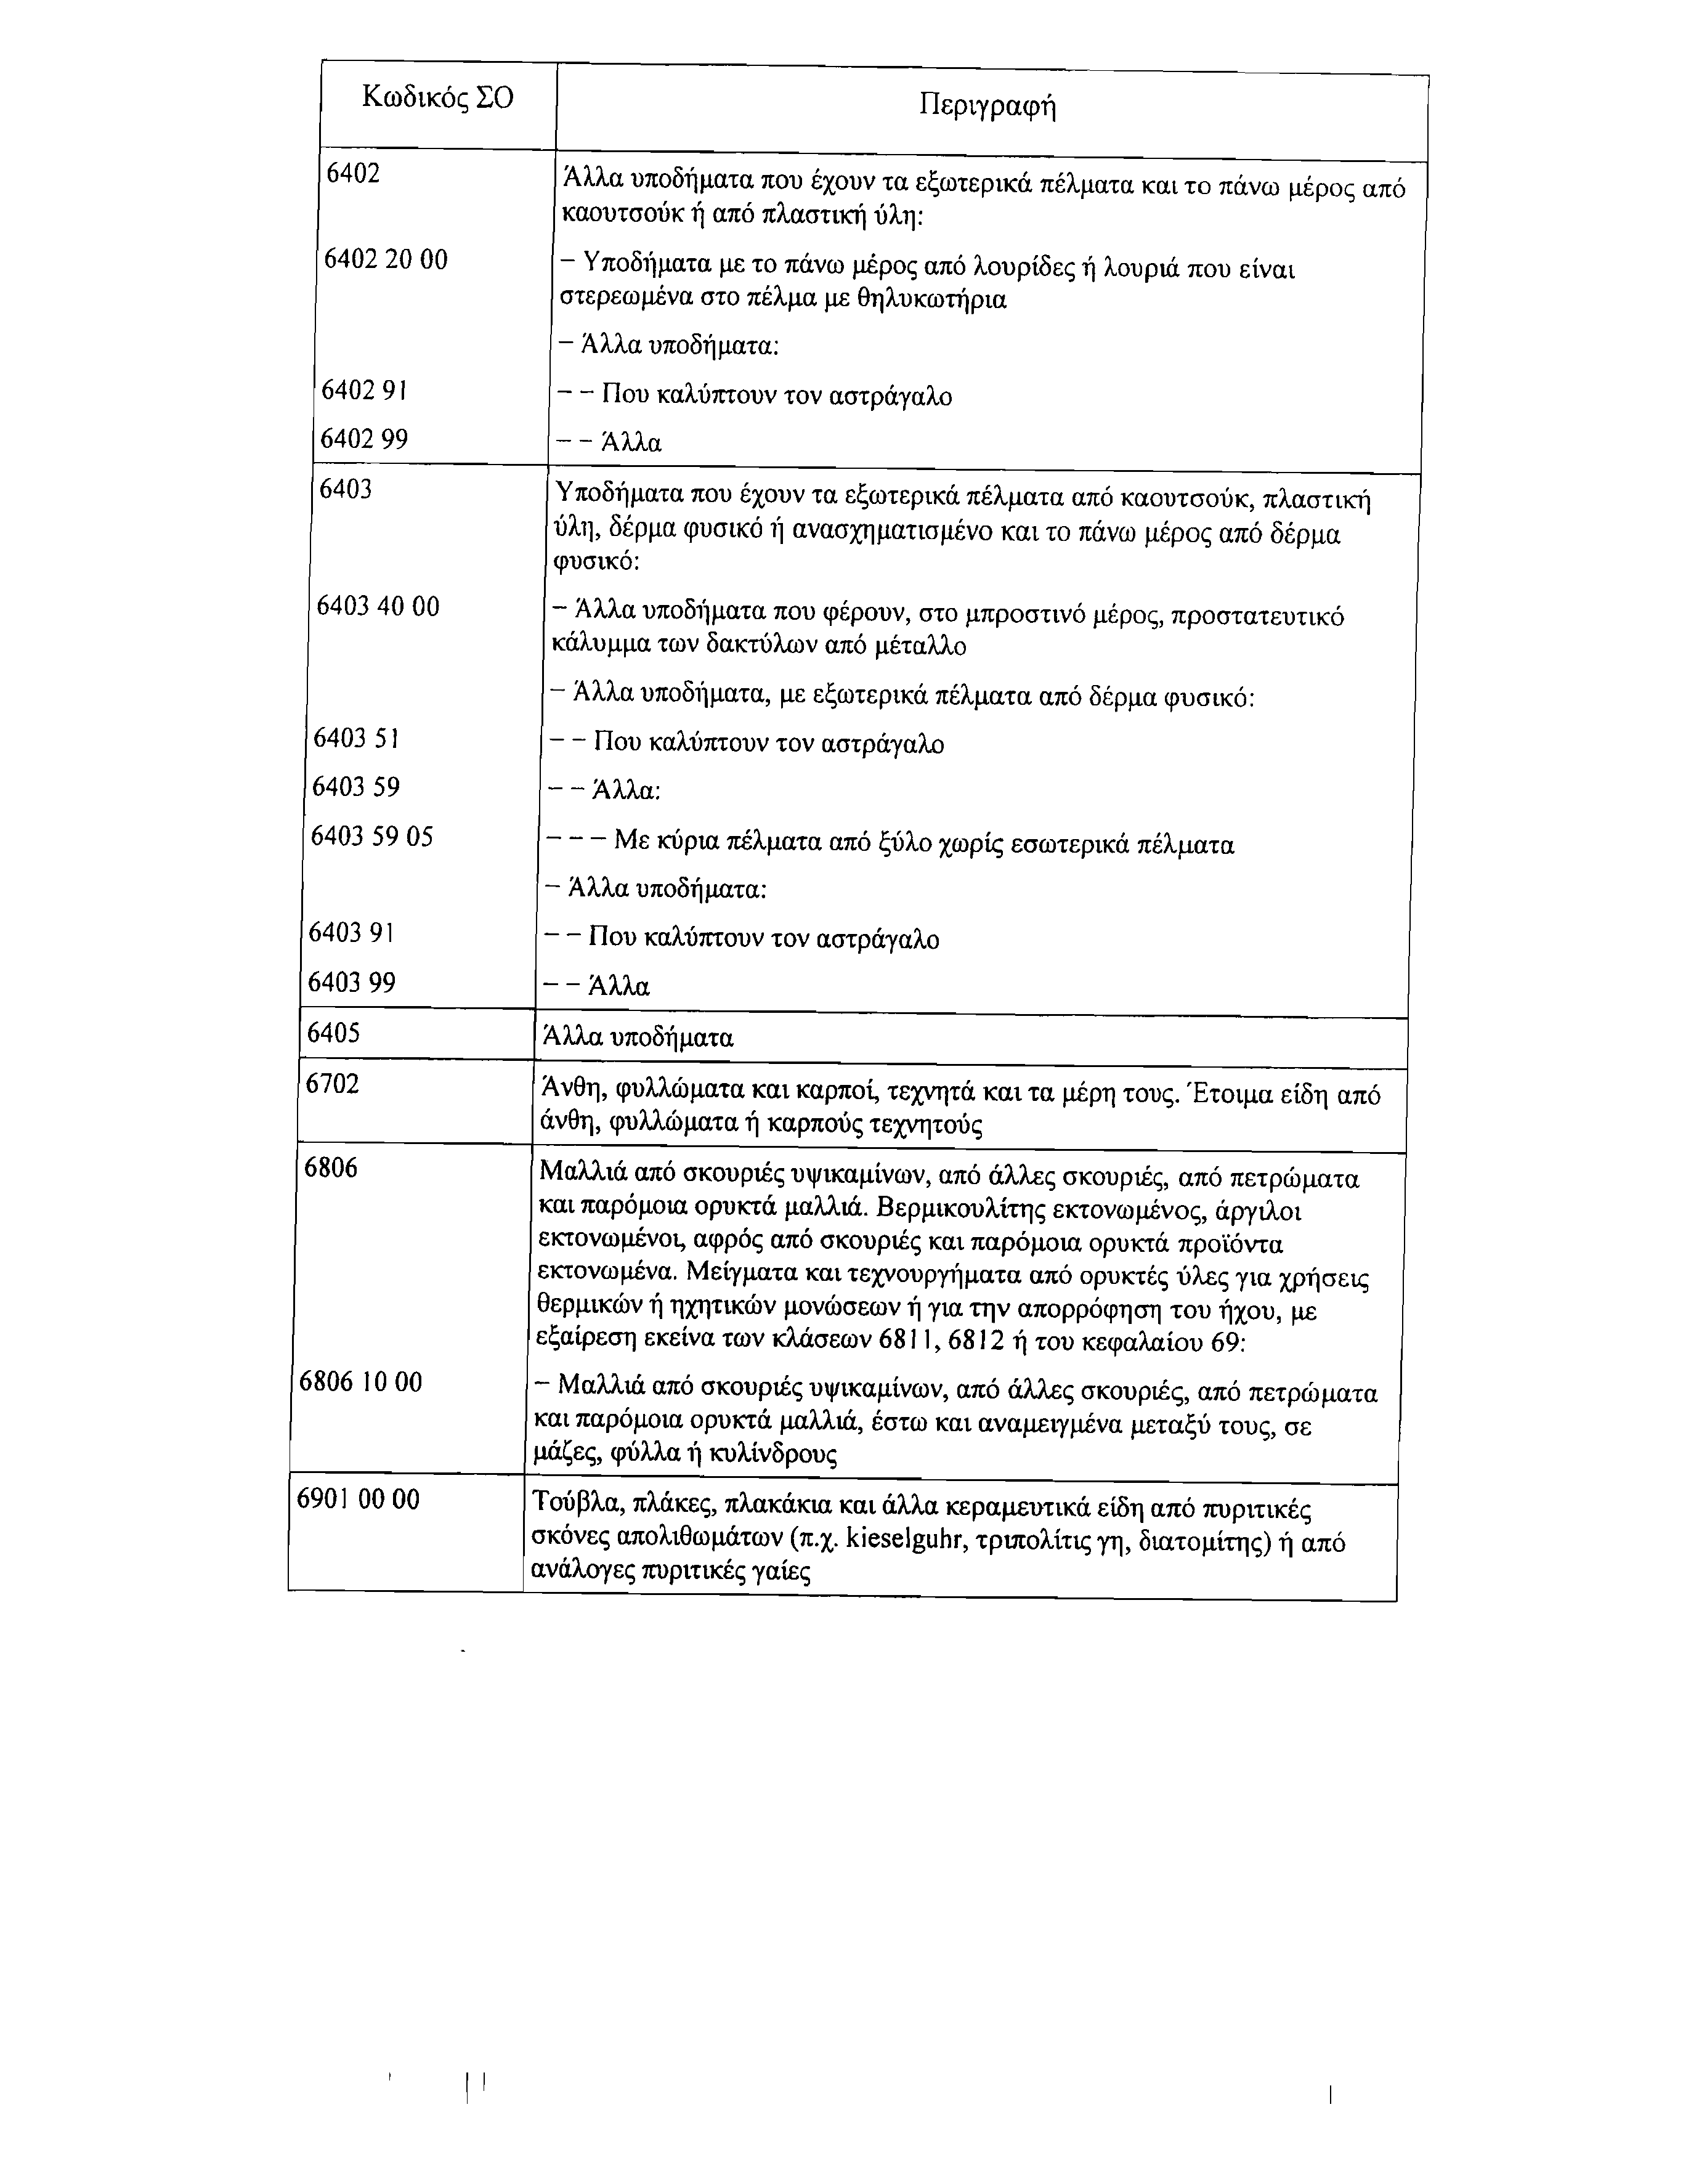 Κωδικός ΣΟ
Περιγραφή
6402
Άλλα υποδήματα που έχουν τα εξωτερικά πέλματα και το πάνω μέρος από
καουτσούκ ή από πλαστική ύλη:
6402 20 00
– Υποδήματα με το πάνω μέρος από λουρίδες ή λουριά που είναι
στερεωμένα στο πέλμα με θηλυκωτήρια
– Άλλα υποδήματα:
6402 91
– – Που καλύπτουν τον αστράγαλο
6402 99
– – Άλλα
6403
Υποδήματα που έχουν τα εξωτερικά πέλματα από καουτσούκ, πλαστική
ύλη, δέρμα φυσικό ή ανασχηματισμένο και το πάνω μέρος από δέρμα
φυσικό:
6403 40 00
– Άλλα υποδήματα που φέρουν, στο μπροστινό μέρος, προστατευτικό
κάλυμμα των δακτύλων από μέταλλο
– Άλλα υποδήματα, με εξωτερικά πέλματα από δέρμα φυσικό:
6403 51
– – Που καλύπτουν τον αστράγαλο
6403 59
– – Άλλα:
6403 59 05
– – – Με κύρια πέλματα από ξύλο χωρίς εσωτερικά πέλματα
– Άλλα υποδήματα:
6403 91
– – Που καλύπτουν τον αστράγαλο
6403 99
– – Άλλα
6405
Άλλα υποδήματα
6702
Άνθη, φυλλώματα και καρποί, τεχνητά και τα μέρη τους. Έτοιμα είδη από
άνθη, φυλλώματα ή καρπούς τεχνητούς
6806
Μαλλιά από σκουριές υψικαμίνων, από άλλες σκουριές, από πετρώματα
και παρόμοια ορυκτά μαλλιά. Βερμικουλίτης εκτονωμένος, άργιλοι
εκτονωμένοι, αφρός από σκουριές και παρόμοια ορυκτά προϊόντα
εκτονωμένα. Μείγματα και τεχνουργήματα από ορυκτές ύλες για χρήσεις
θερμικών ή ηχητικών μονώσεων ή για την απορρόφηση του ήχου, με
εξαίρεση εκείνα των κλάσεων 6811, 6812 ή του κεφαλαίου 69:
6806 10 00
– Μαλλιά από σκουριές υψικαμίνων, από άλλες σκουριές, από πετρώματα
και παρόμοια ορυκτά μαλλιά, έστω και αναμειγμένα μεταξύ τους, σε
μάζες, φύλλα ή κυλίνδρους
6901 00 00
Τούβλα, πλάκες, πλακάκια και άλλα κεραμευτικά είδη από πυριτικές
σκόνες απολιθωμάτων (π.χ. kieselguhr, τριπολίτις γη, διατομίτης) ή από
ανάλογες πυριτικές γαίες